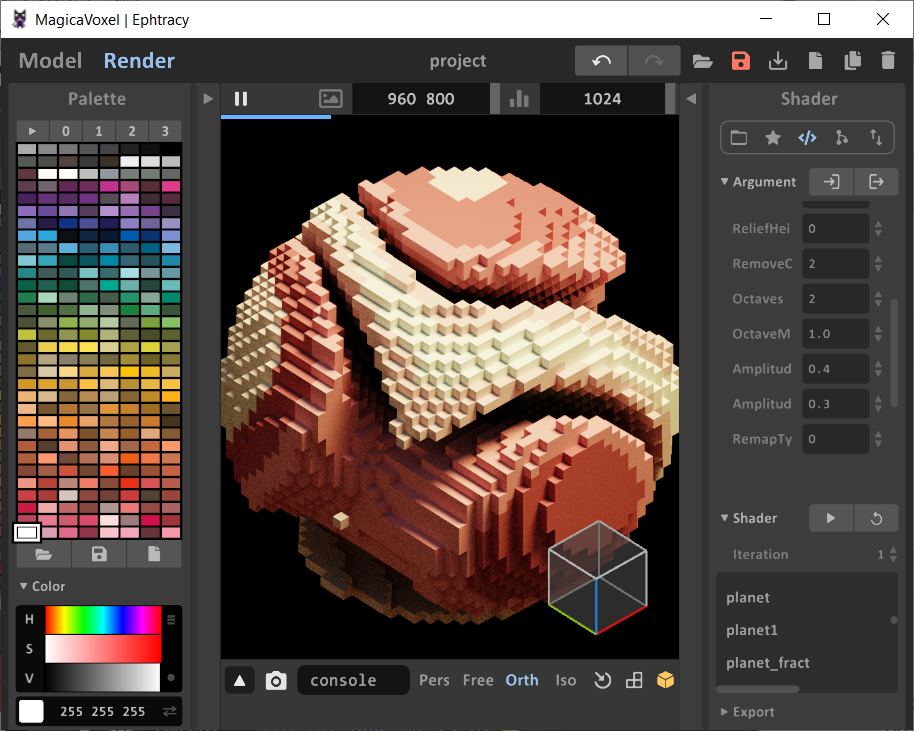 MagicaVoxel | Ephtracy
Model Render project
Palette 960 800 1024 Shader
0 1 2 3
Argument
ReliefHei 0
RemoveC 2
Octaves 2
OctaveM 1.0
Amplitud 0.4
Amplitud 0.3
RemapTy 0
Shader
Iteration 1
Color
planet
H
planet1
S
planet_fract
V
console Pers Free Orth Iso
255 255 255
Export